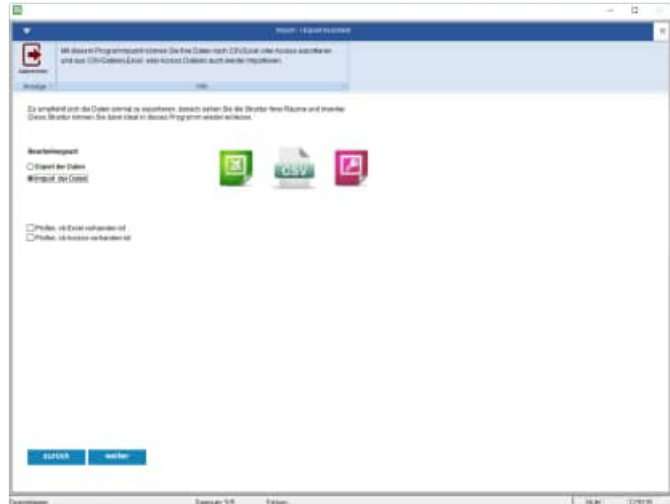 Import- / Export Assistent
Mit diesem Programmpunkt können Sie Ihre Daten nach CSV,Excel oder Access exportieren
und aus CSV-Dateien,Excel- oder Access Dateien auch wieder importieren.
Anzeige
Es empfiehlt sich die Daten einmal zu exportieren, danach sehen Sie die Struktur Ihrer Räume und Inventar.
Diese Struktur können Sie dann ideal in dieses Programm wieder einlesen.
Bearbeitungsart
Export der Daten
Import der Daten
CSV
Prüfen, ob Excel vorhanden ist
Prüfen, ob Access vorhanden ist
zurück
weiter